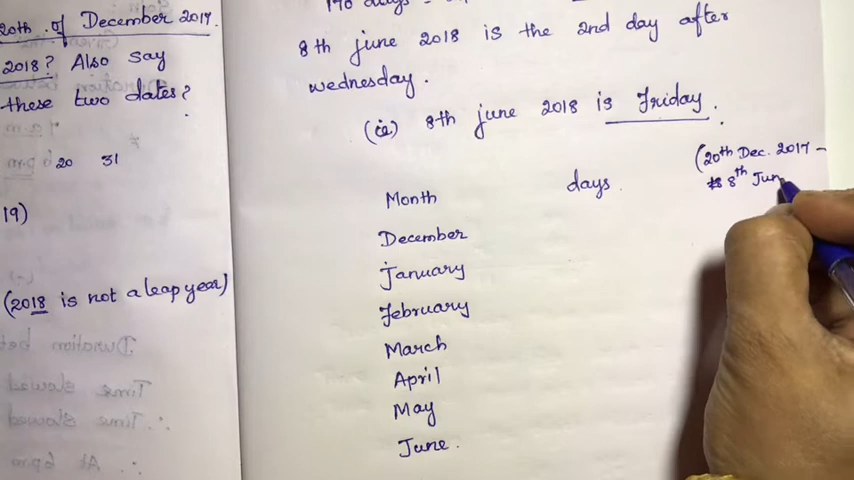 20th of December 2017.
2018? Also say
these two dates?
20 31
19)
(2018 is not a leap year)
8th june 2018 is the 2nd day after
wednesday.
(ie) 8th june 2018 is Friday.
(20th Dec. 2017 -
8th Jun
Month days.
December
January
February
March
April
May
June.